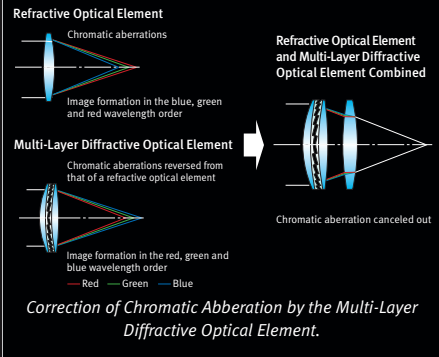 Refractive Optical Element
Chromatic aberrations
Image formation in the blue, green
and red wavelength order
Multi-Layer Diffractive Optical Element
Chromatic aberrations reversed from
that of a refractive optical element
Image formation in the red, green and
blue wavelength order
Red Green Blue
Refractive Optical Element
and Multi-Layer Diffractive
Optical Element Combined
Chromatic aberration canceled out
Correction of Chromatic Abberation by the Multi-Layer
Diffractive Optical Element.